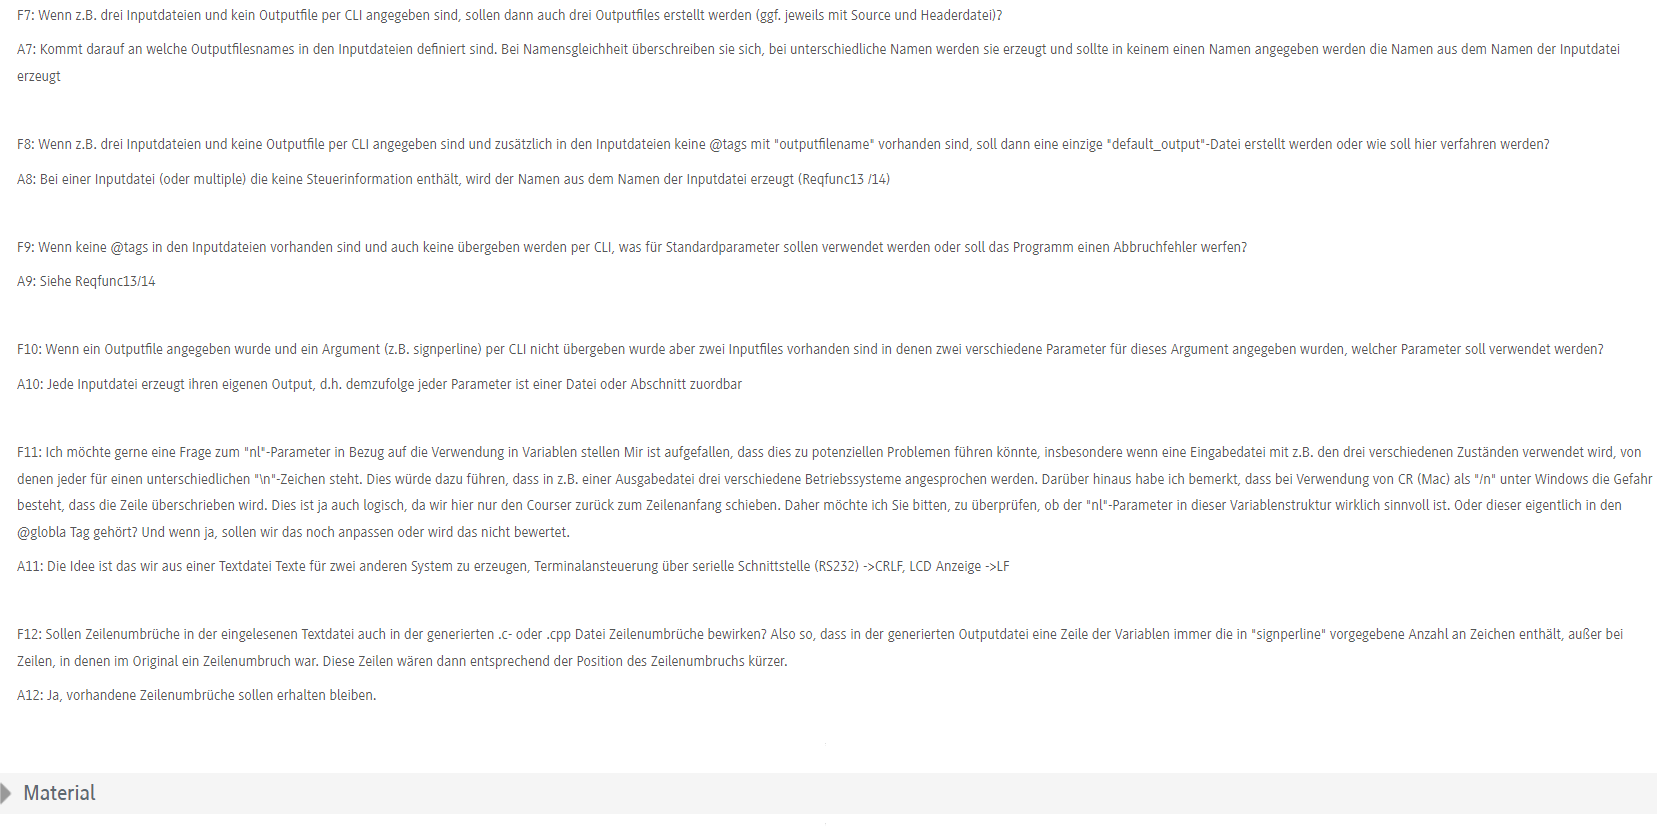 F7: Wenn z.B. drei Inputdateien und kein Outputfile per CLI angegeben sind, sollen dann auch drei Outputfiles erstellt werden (ggf. jeweils mit Source und Headerdatei)?
A7: Kommt darauf an welche Outputfilesnames in den Inputdateien definiert sind. Bei Namensgleichheit überschreiben sie sich, bei unterschiedliche Namen werden sie erzeugt und sollte in keinem einen Namen angegeben werden die Namen aus dem Namen der Inputdatei
erzeugt
F8: Wenn z.B. drei Inputdateien und keine Outputfile per CLI angegeben sind und zusätzlich in den Inputdateien keine @tags mit "outputfilename" vorhanden sind, soll dann eine einzige "default_output"-Datei erstellt werden oder wie soll hier verfahren werden?
A8: Bei einer Inputdatei (oder multiple) die keine Steuerinformation enthält, wird der Namen aus dem Namen der Inputdatei erzeugt (Reqfunc13 /14)
F9: Wenn keine @tags in den Inputdateien vorhanden sind und auch keine übergeben werden per CLI, was für Standardparameter sollen verwendet werden oder soll das Programm einen Abbruchfehler werfen?
A9: Siehe Reqfunc13/14
F10: Wenn ein Outputfile angegeben wurde und ein Argument (z.B. signperline) per CLI nicht übergeben wurde aber zwei Inputfiles vorhanden sind in denen zwei verschiedene Parameter für dieses Argument angegeben wurden, welcher Parameter soll verwendet werden?
A10: Jede Inputdatei erzeugt ihren eigenen Output, d.h. demzufolge jeder Parameter ist einer Datei oder Abschnitt zuordbar
F11: Ich möchte gerne eine Frage zum "nl"-Parameter in Bezug auf die Verwendung in Variablen stellen Mir ist aufgefallen, dass dies zu potenziellen Problemen führen könnte, insbesondere wenn eine Eingabedatei mit z.B. den drei verschiedenen Zuständen verwendet wird, von
denen jeder für einen unterschiedlichen "\n"-Zeichen steht. Dies würde dazu führen, dass in z.B. einer Ausgabedatei drei verschiedene Betriebssysteme angesprochen werden. Darüber hinaus habe ich bemerkt, dass bei Verwendung von CR (Mac) als "/n" unter Windows die Gefahr
besteht, dass die Zeile überschrieben wird. Dies ist ja auch logisch, da wir hier nur den Courser zurück zum Zeilenanfang schieben. Daher möchte ich Sie bitten, zu überprüfen, ob der "nl"-Parameter in dieser Variablenstruktur wirklich sinnvoll ist. Oder dieser eigentlich in den
@globla Tag gehört? Und wenn ja, sollen wir das noch anpassen oder wird das nicht bewertet.
A11: Die Idee ist das wir aus einer Textdatei Texte für zwei anderen System zu erzeugen, Terminalansteuerung über serielle Schnittstelle (RS232) ->CRLF, LCD Anzeige ->LF
F12: Sollen Zeilenumbrüche in der eingelesenen Textdatei auch in der generierten .c- oder .cpp Datei Zeilenumbrüche bewirken? Also so, dass in der generierten Outputdatei eine Zeile der Variablen immer die in "signperline" vorgegebene Anzahl an Zeichen enthält, außer bei
Zeilen, in denen im Original ein Zeilenumbruch war. Diese Zeilen wären dann entsprechend der Position des Zeilenumbruchs kürzer.
A12: Ja, vorhandene Zeilenumbrüche sollen erhalten bleiben.
Material